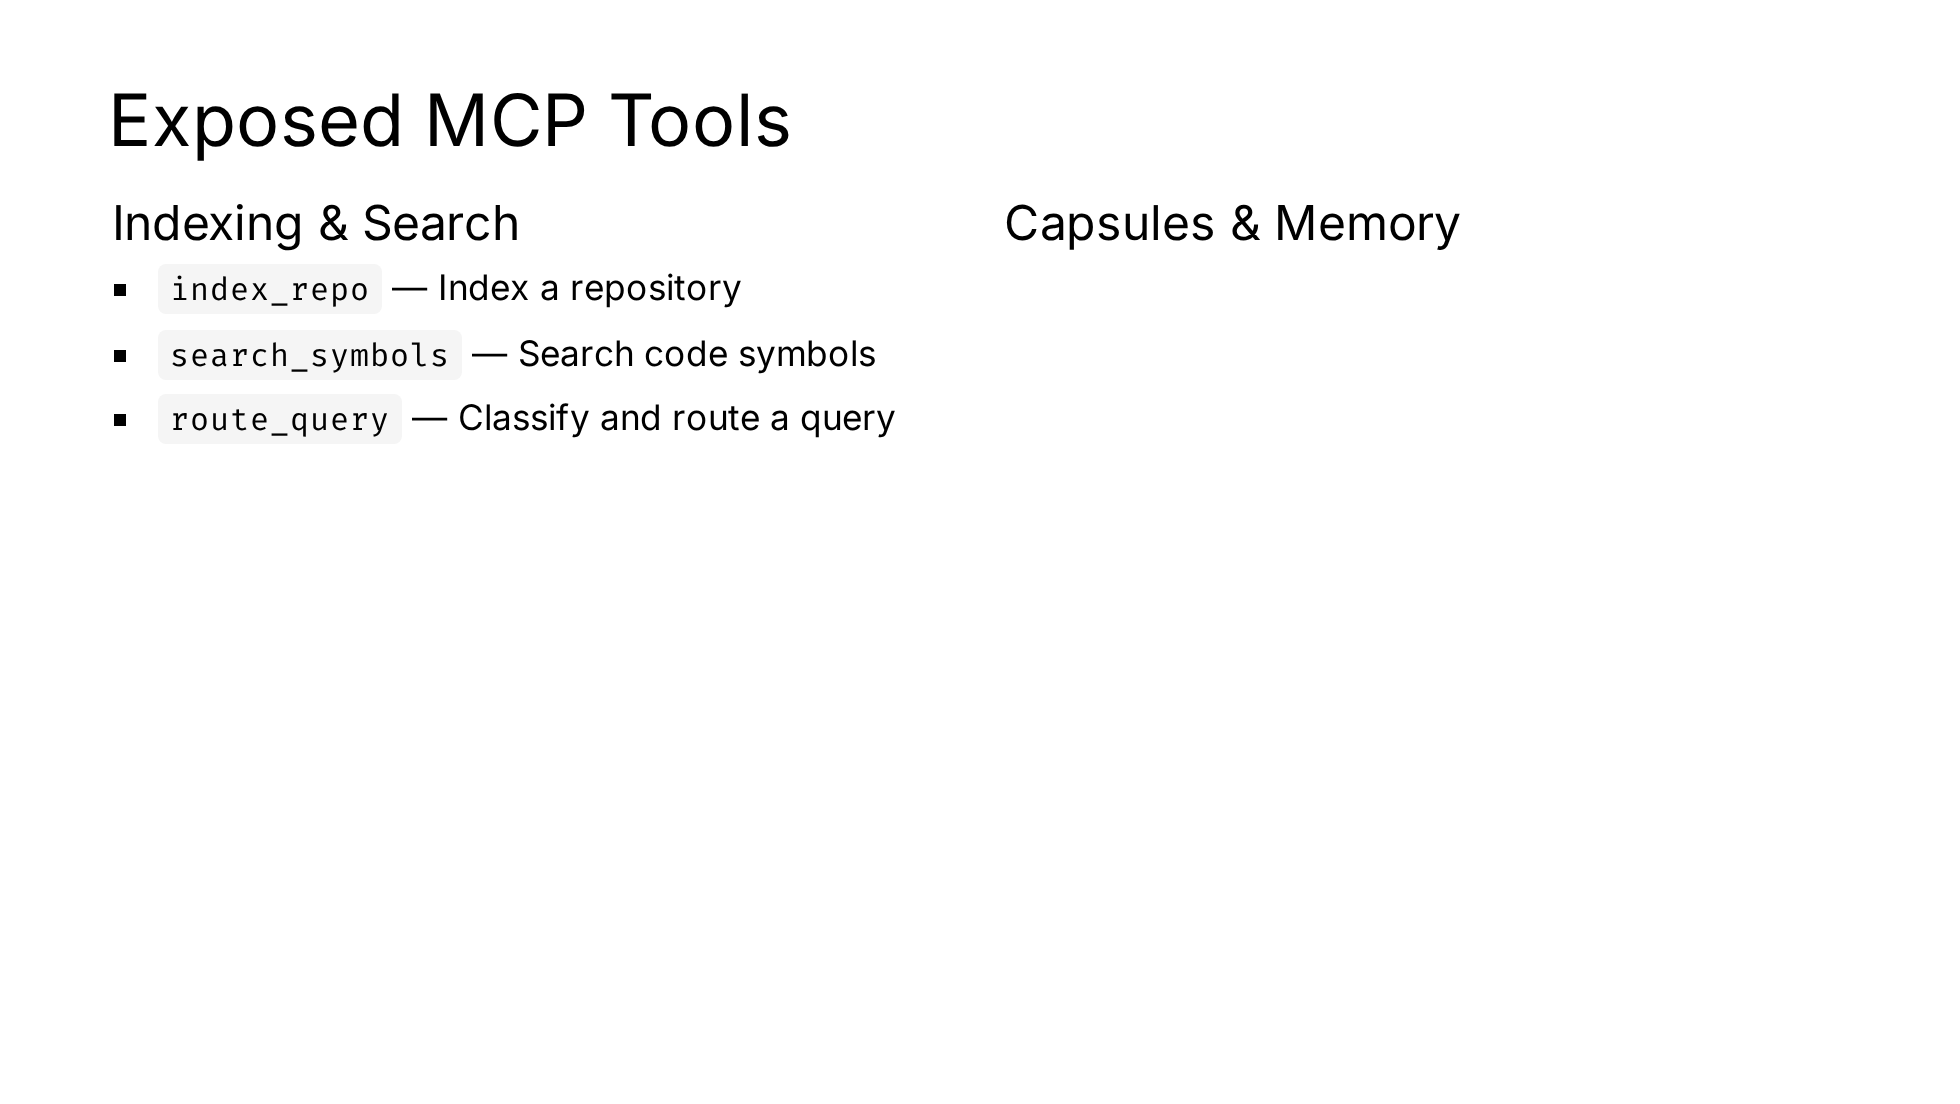 Exposed MCP Tools
Indexing & Search
▪ index_repo — Index a repository
▪ search_symbols — Search code symbols
▪ route_query — Classify and route a query
Capsules & Memory